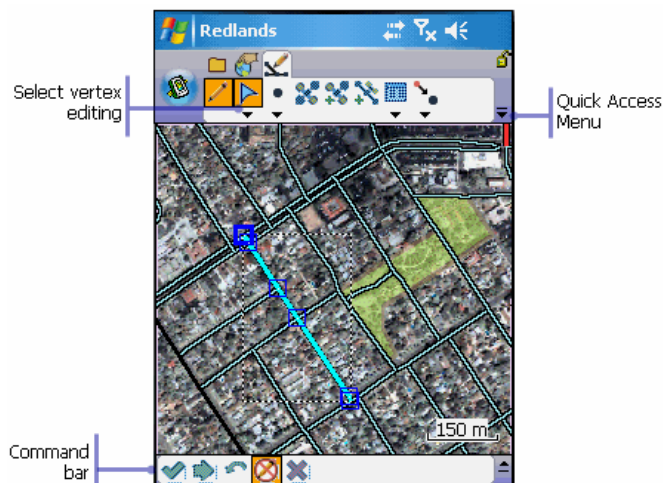 Redlands
Select vertex
editing
Quick Access
Menu
150 m
Command
bar